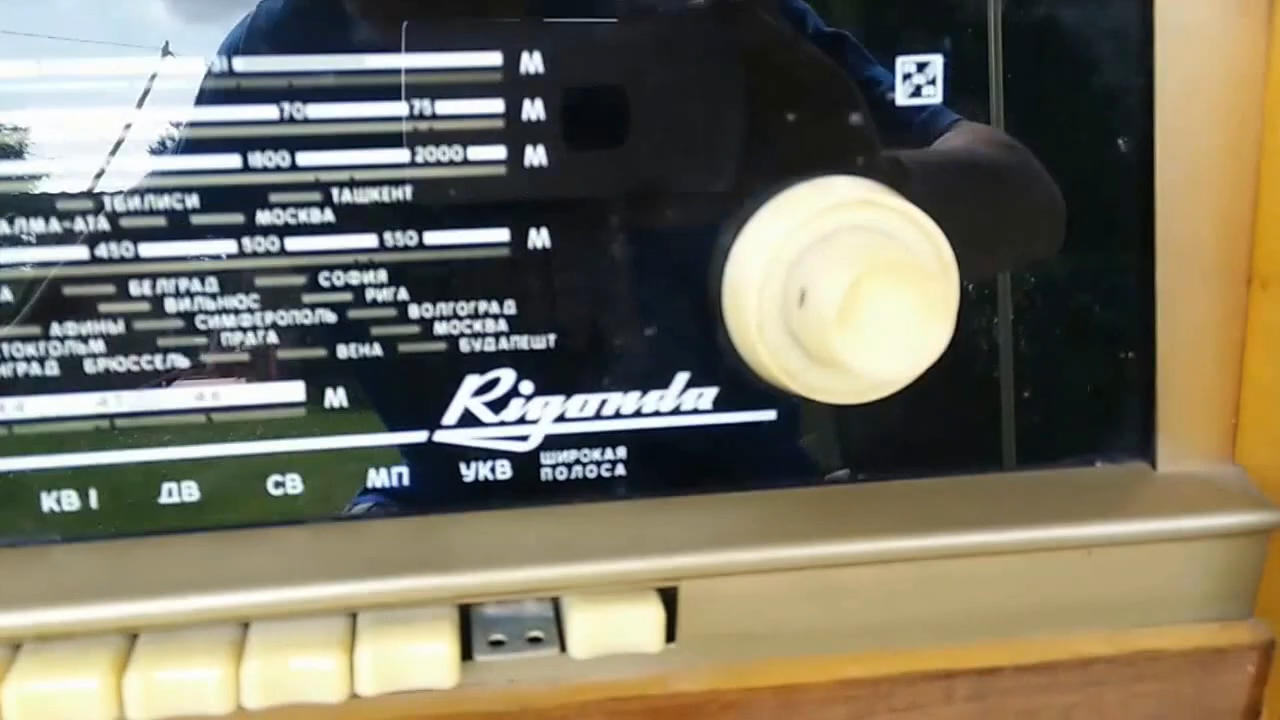 М
70 75 М
1800 2000 М
ТБИЛИСИ ТАШКЕНТ
АЛМА-АТА МОСКВА
450 500 550 М
БЕЛГРАД СОФИЯ
ВИЛЬНЮС РИГА
АФИНЫ СИМФЕРОПОЛЬ ВОЛГОГРАД
ПРАГА МОСКВА
БРЮССЕЛЬ ВЕНА БУДАПЕШТ
М
Rigonda
КВ I ДВ СВ МП УКВ ШИРОКАЯ
ПОЛОСА